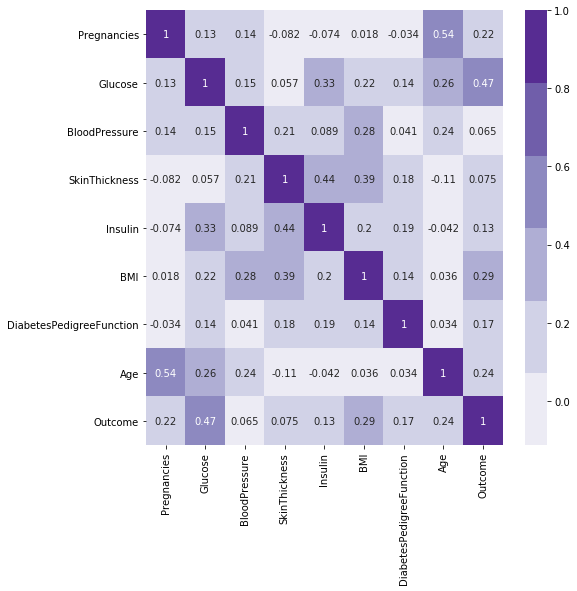 Pregnancies 1 0.13 0.14 -0.082 -0.074 0.018 -0.034 0.54 0.22
Glucose 0.13 1 0.15 0.057 0.33 0.22 0.14 0.26 0.47
BloodPressure 0.14 0.15 1 0.21 0.089 0.28 0.041 0.24 0.065
SkinThickness -0.082 0.057 0.21 1 0.44 0.39 0.18 -0.11 0.075
Insulin -0.074 0.33 0.089 0.44 1 0.2 0.19 -0.042 0.13
BMI 0.018 0.22 0.28 0.39 0.2 1 0.14 0.036 0.29
DiabetesPedigreeFunction -0.034 0.14 0.041 0.18 0.19 0.14 1 0.034 0.17
Age 0.54 0.26 0.24 -0.11 -0.042 0.036 0.034 1 0.24
Outcome 0.22 0.47 0.065 0.075 0.13 0.29 0.17 0.24 1
Pregnancies
Glucose
BloodPressure
SkinThickness
Insulin
BMI
DiabetesPedigreeFunction
Age
Outcome
1.0
0.8
0.6
0.4
0.2
0.0